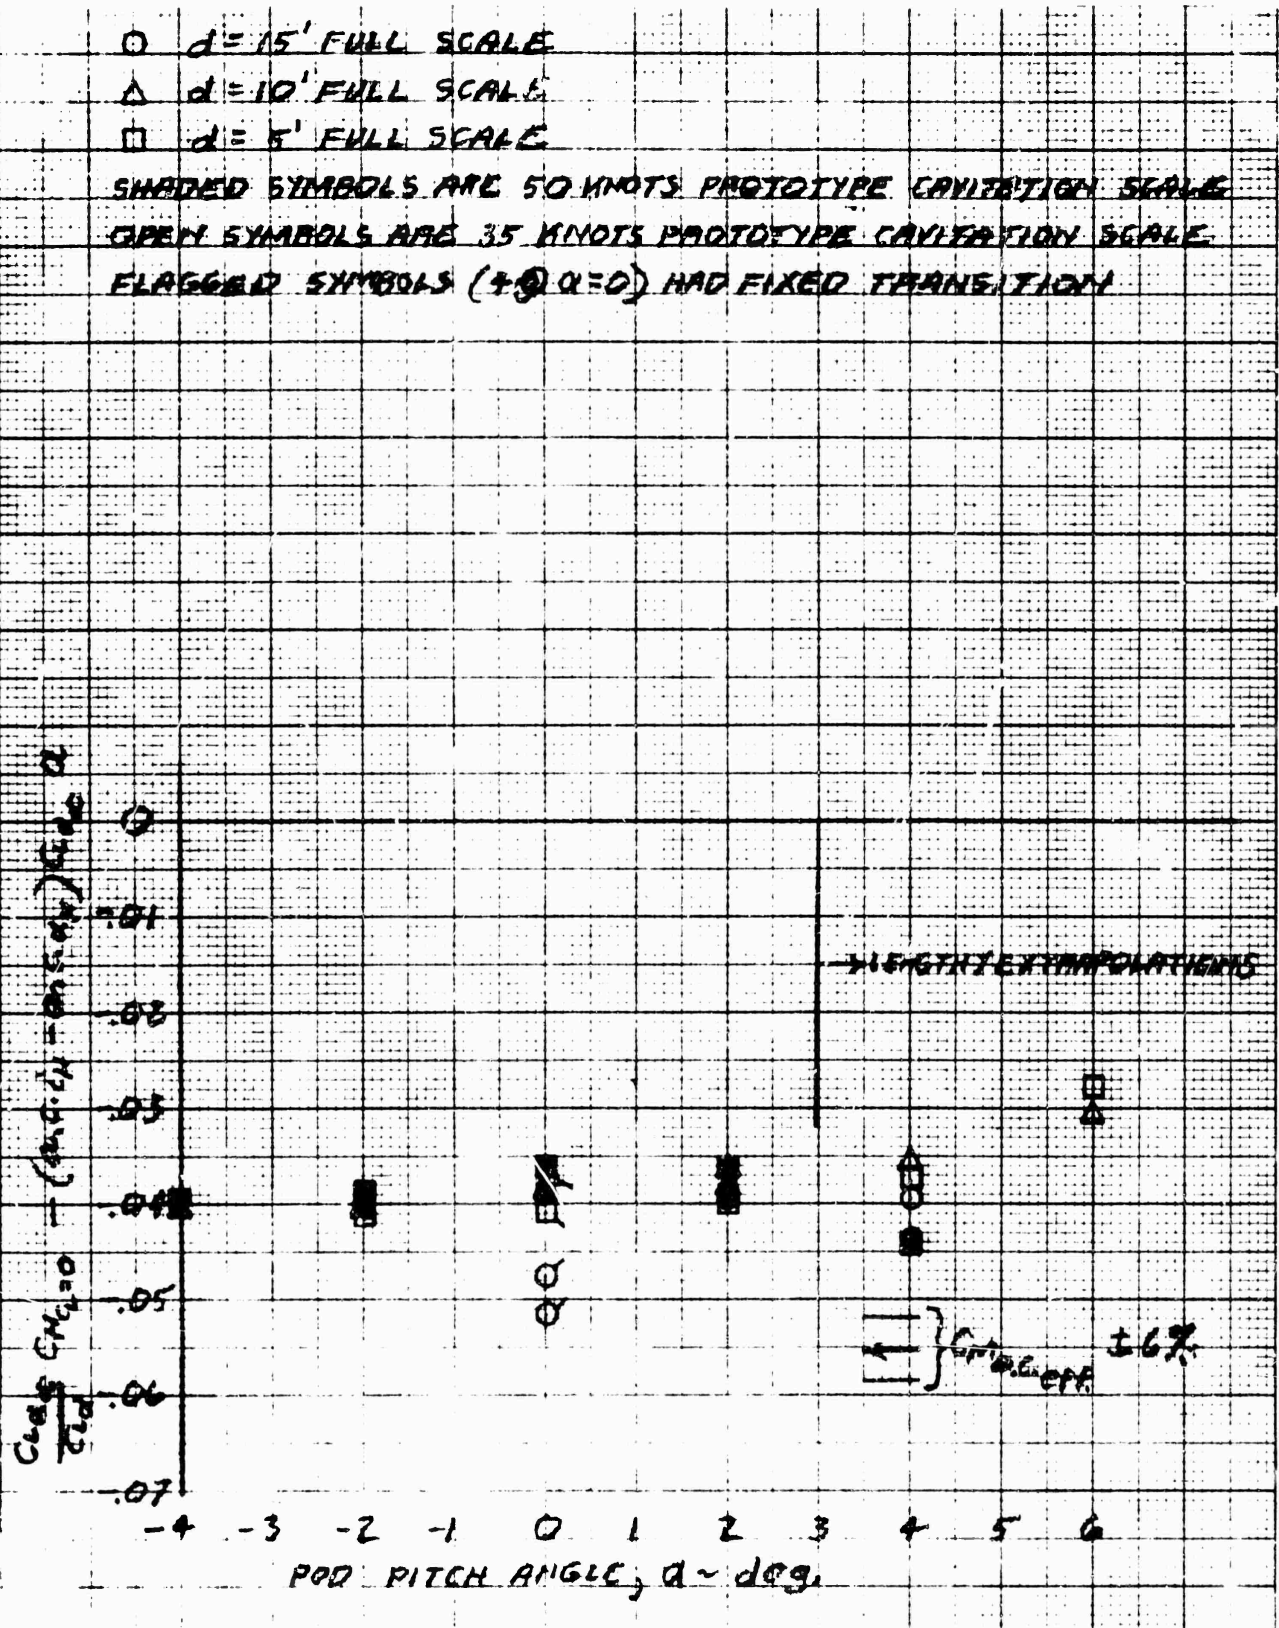 ○ d = 15' FULL SCALE
△ d = 10' FULL SCALE
□ d = 5' FULL SCALE
SHADED SYMBOLS ARE 50 KNOTS PROTOTYPE CAVITATION SCALE
OPEN SYMBOLS ARE 35 KNOTS PROTOTYPE CAVITATION SCALE
FLAGGED SYMBOLS (+ @ α=0) HAD FIXED TRANSITION
0
-.01
-.02
-.03
-.04
-.05
-.06
-.07
→ LENGTHY EXTRAPOLATIONS
± 6%
-4 -3 -2 -1 0 1 2 3 4 5 6
POD PITCH ANGLE, α ~ deg.